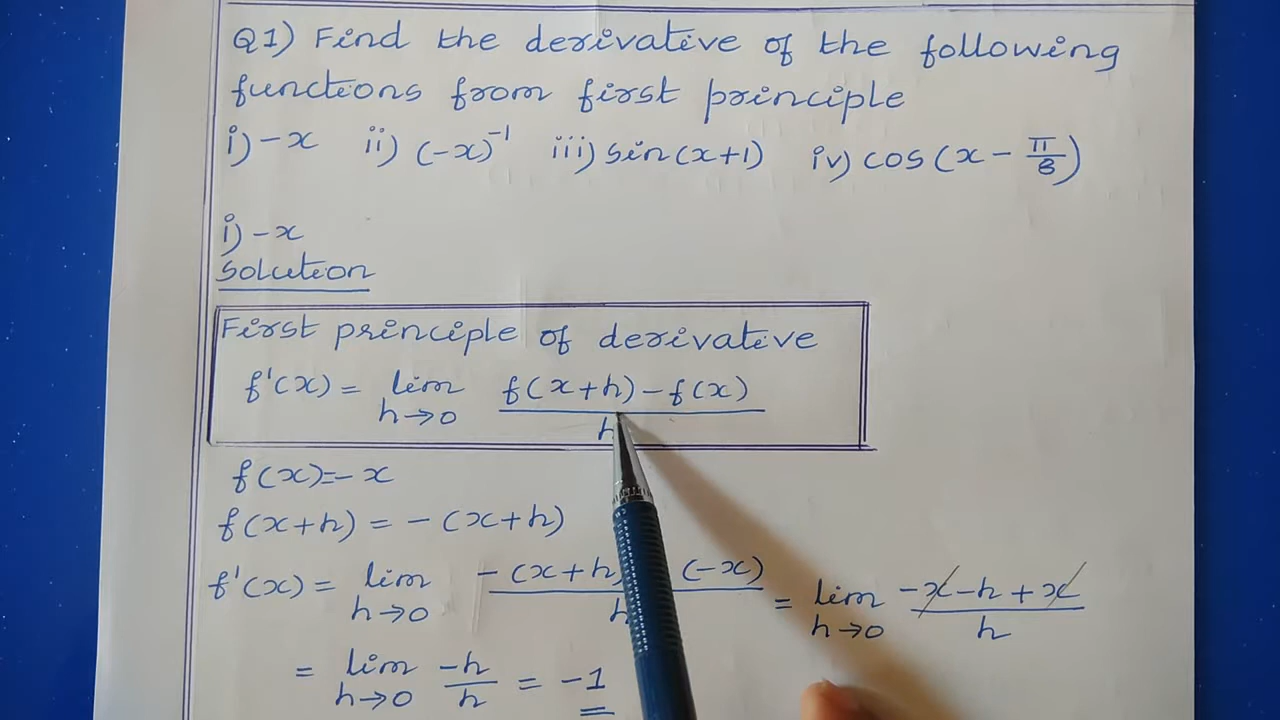 Q1) Find the derivative of the following
functions from first principle
i) -x ii) (-x)⁻¹ iii) sin(x+1) iv) cos(x - π/8)
i) -x
Solution
First principle of derivative
f'(x) = lim h→0 f(x+h) - f(x) / h
f(x) = -x
f(x+h) = -(x+h)
f'(x) = lim h→0 -(x+h) (-x) / h = lim h→0 -x - h + x / h
= lim h→0 -h/h = -1